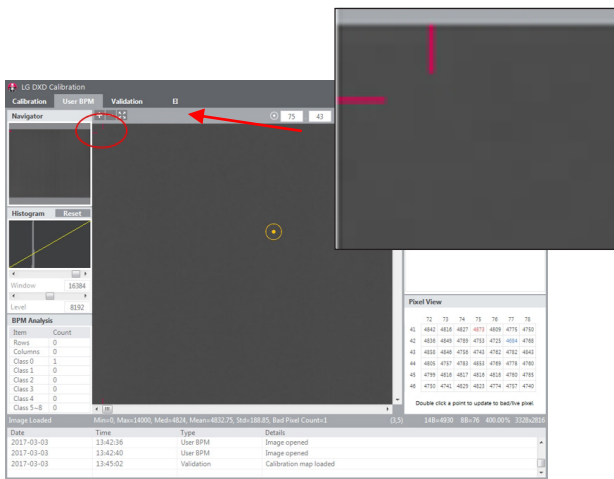 LG DXD Calibration
Calibration User BPM Validation
Navigator
75 43
Histogram Reset
Window 16384
Level 8192
BPM Analysis
Item Count
Rows 0
Columns 0
Class 0 1
Class 1 0
Class 2 0
Class 3 0
Class 4 0
Class 5~8 0
Pixel View
72 73 74 75 76 77 78
41 4842 4816 4827 4873 4809 4775 4750
42 4836 4849 4789 4753 4725 4684 4768
43 4858 4846 4756 4743 4762 4782 4843
44 4806 4757 4763 4853 4769 4778 4760
45 4799 4816 4817 4816 4818 4760 4765
46 4750 4741 4829 4823 4774 4757 4740
Double click a point to update to bad/live pixel.
Image Loaded Min=0, Max=14000, Med=4824, Mean=4832.75, Std=188.85, Bad Pixel Count=1 (3,5) 14B=4930 8B=76 400.00% 3328x2816
Date Time Type Details
2017-03-03 13:42:36 User BPM Image opened
2017-03-03 13:42:40 User BPM Image opened
2017-03-03 13:45:02 Validation Calibration map loaded